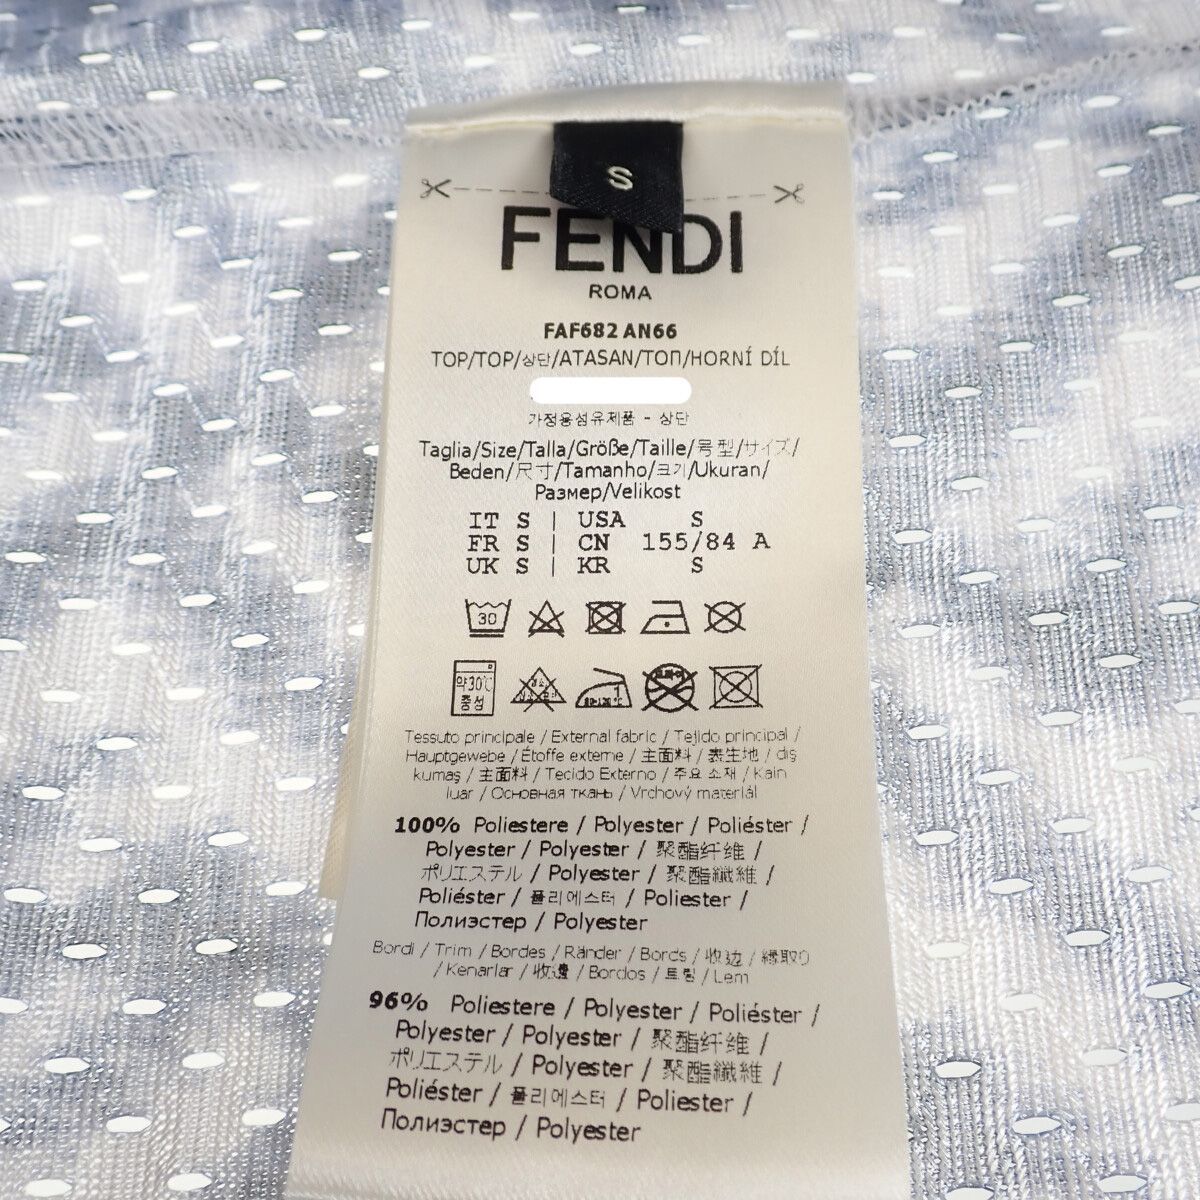 S
FENDI
ROMA
FAF682 AN66
TOP/TOP/상단/ATASAN/ТОП/HORNÍ DÍL
가정용섬유제품 - 상단
Taglia/Size/Talla/Größe/Taille/号型/サイズ/
Beden/尺寸/Tamanho/크기/Ukuran/
Размер/Velikost
IT S | USA S
FR S | CN 155/84 A
UK S | KR S
30
약30℃
중성
Tessuto principale / External fabric / Tejido principal /
Hauptgewebe / Étoffe externe / 主面料 / 表生地 / dış
kumaş / 主面料 / Tecido Externo / 주요 소재 / Kain
luar / Основная ткань / Vrchový materiál
100% Poliestere / Polyester / Poliéster /
Polyester / Polyester / 聚酯纤维 /
ポリエステル / Polyester / 聚酯纖維 /
Poliéster / 폴리에스터 / Poliester /
Полиэстер / Polyester
Bordi / Trim / Bordes / Ränder / Bords / 收边 / 縁取り
/ Kenarlar / 收邊 / Bordos / 트림 / Lem
96% Poliestere / Polyester / Poliéster /
Polyester / Polyester / 聚酯纤维 /
ポリエステル / Polyester / 聚酯纖維 /
Poliéster / 폴리에스터 / Poliester /
Полиэстер / Polyester